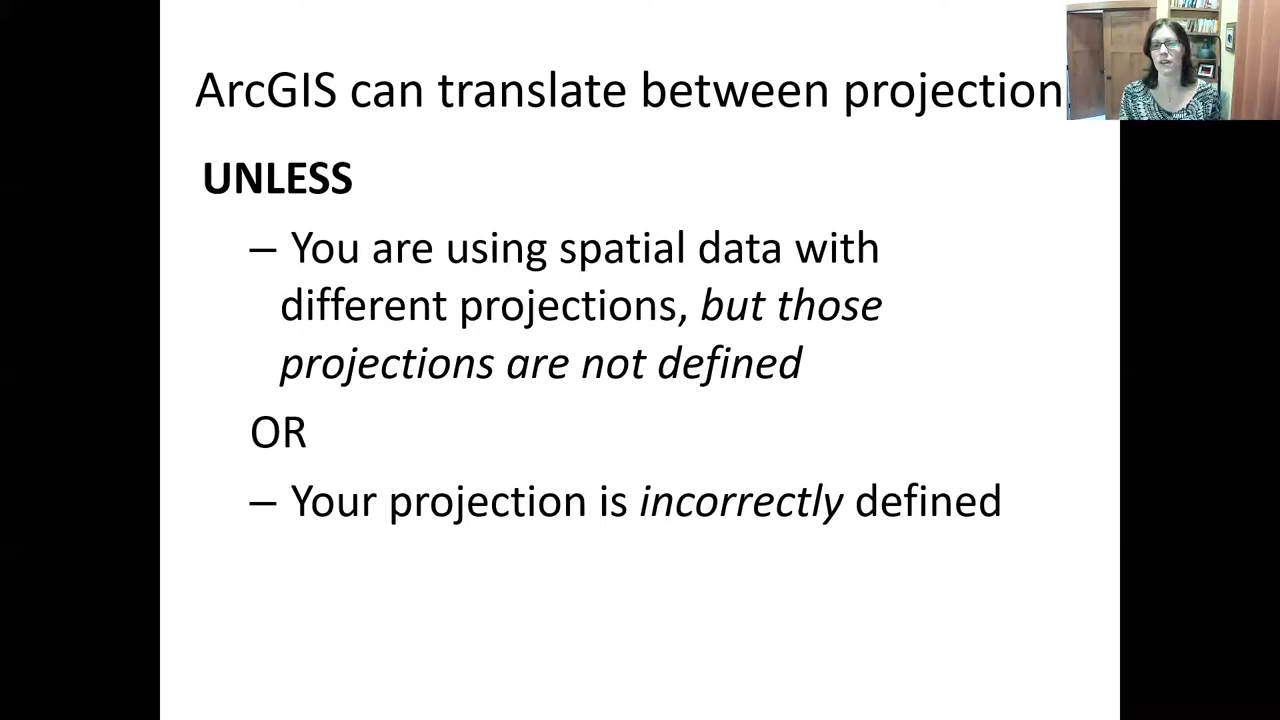 ArcGIS can translate between projection
UNLESS
– You are using spatial data with
different projections, but those
projections are not defined
OR
– Your projection is incorrectly defined